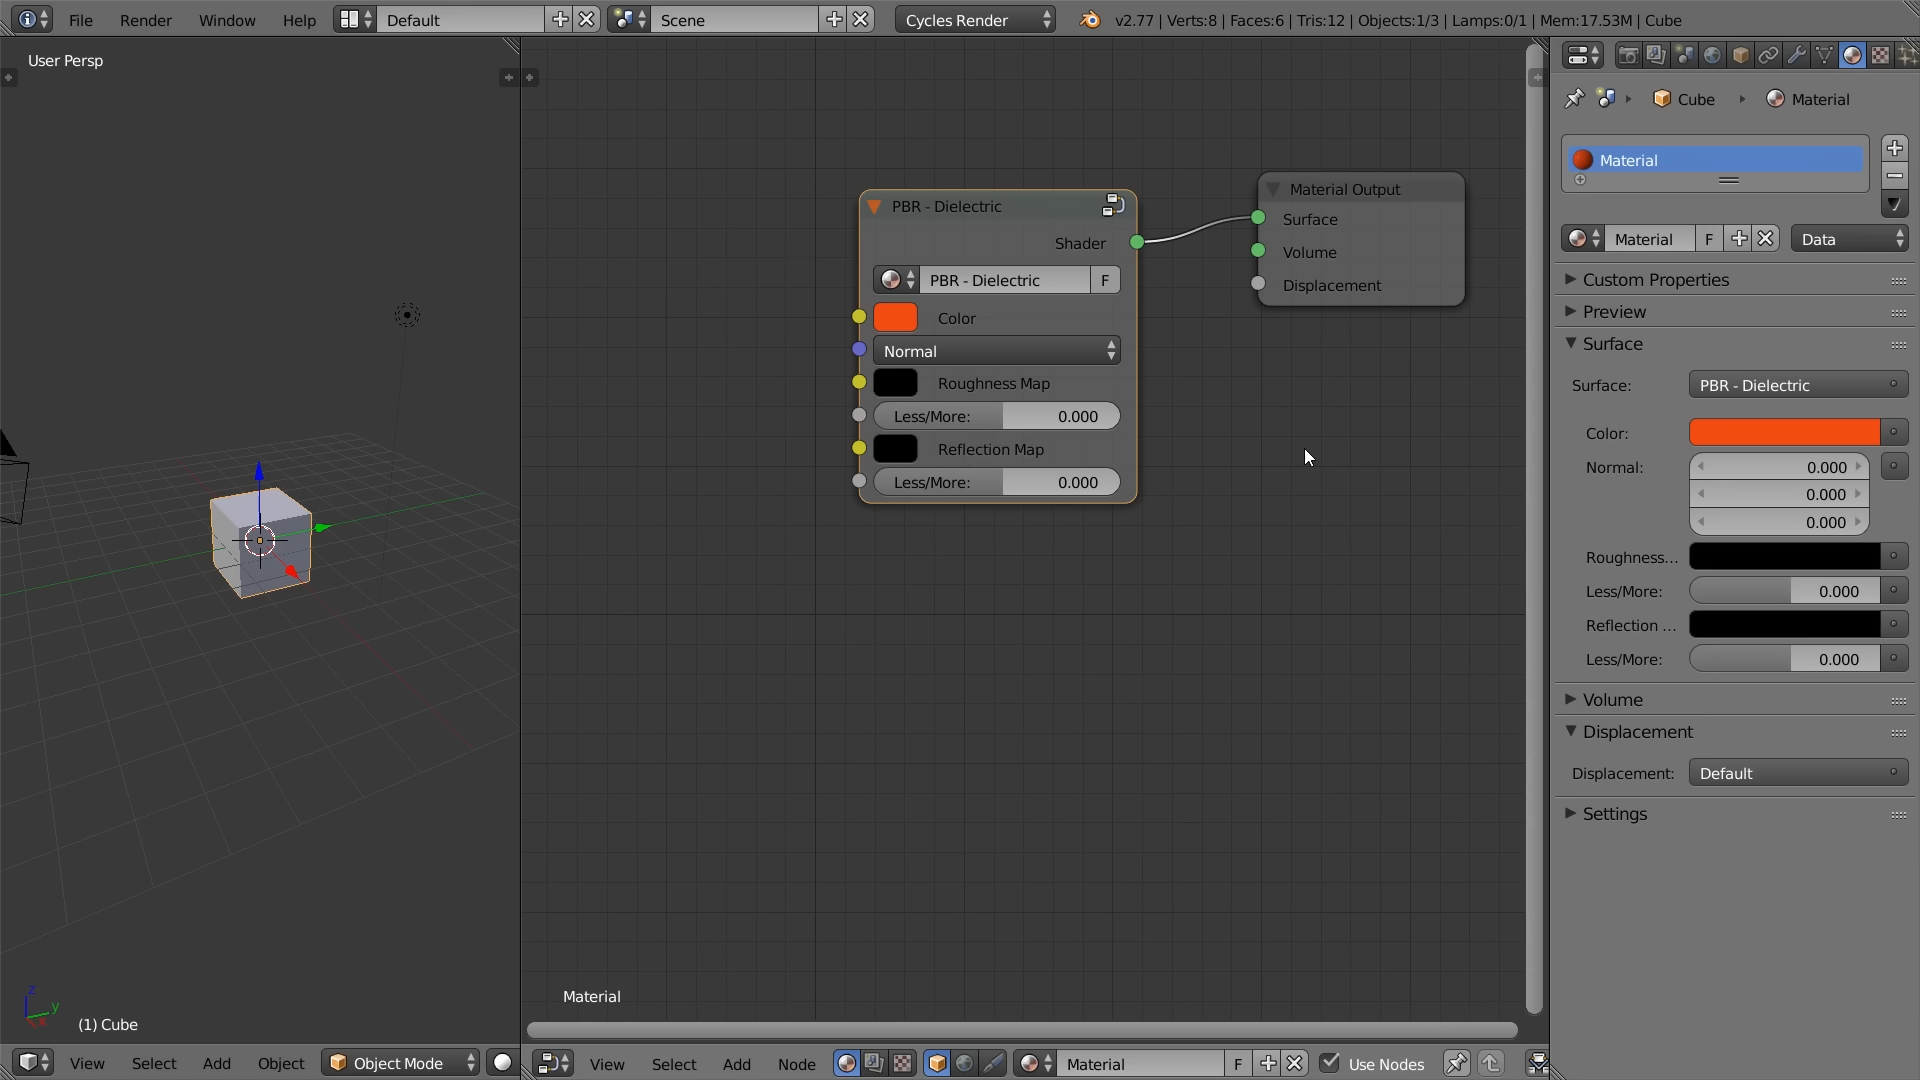 File Render Window Help Default Scene Cycles Render v2.77 | Verts:8 | Faces:6 | Tris:12 | Objects:1/3 | Lamps:0/1 | Mem:17.53M | Cube
User Persp
z
y
x
(1) Cube
View Select Add Object Object Mode
PBR - Dielectric
Shader
PBR - Dielectric F
Color
Normal
Roughness Map
Less/More: 0.000
Reflection Map
Less/More: 0.000
Material Output
Surface
Volume
Displacement
Material
View Select Add Node Material F Use Nodes
Cube Material
Material
Material F Data
Custom Properties
Preview
Surface
Surface: PBR - Dielectric
Color:
Normal: 0.000
0.000
0.000
Roughness...
Less/More: 0.000
Reflection ...
Less/More: 0.000
Volume
Displacement
Displacement: Default
Settings